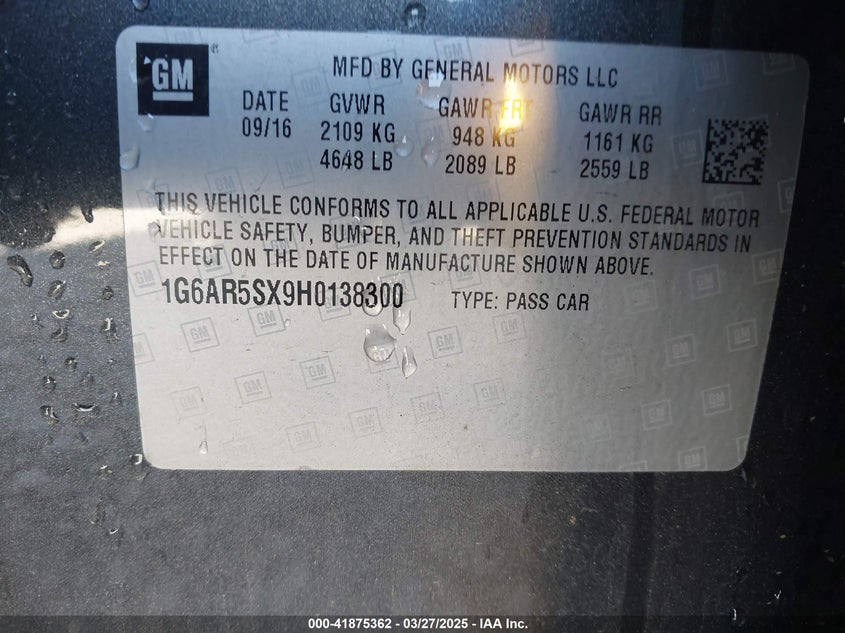 GM ®
MFD BY GENERAL MOTORS LLC
DATE GVWR GAWR FRT GAWR RR
09/16 2109 KG 948 KG 1161 KG
4648 LB 2089 LB 2559 LB
THIS VEHICLE CONFORMS TO ALL APPLICABLE U.S. FEDERAL MOTOR
VEHICLE SAFETY, BUMPER, AND THEFT PREVENTION STANDARDS IN
EFFECT ON THE DATE OF MANUFACTURE SHOWN ABOVE.
1G6AR5SX9H0138300 TYPE: PASS CAR
000-41875362 | 03/27/2025 | IAA Inc.